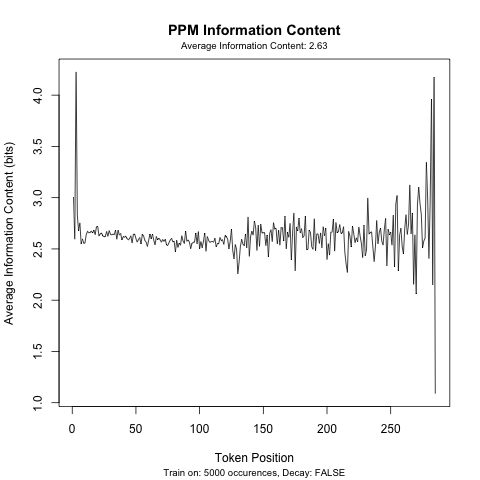 PPM Information Content
Average Information Content: 2.63
Average Information Content (bits)
4.0
3.5
3.0
2.5
2.0
1.5
1.0
0 50 100 150 200 250
Token Position
Train on: 5000 occurences, Decay: FALSE